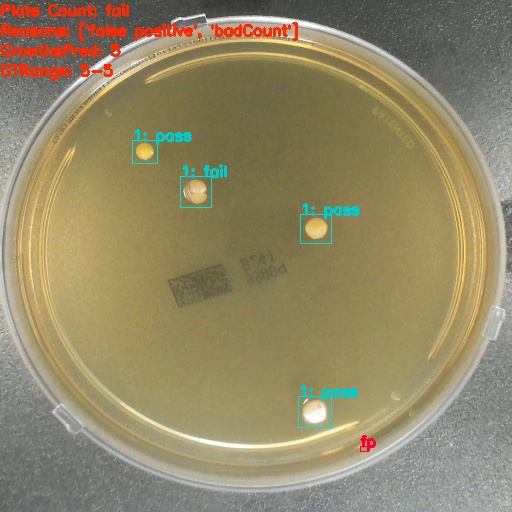 Plate Count: fail
Reasons: ['false positive', 'badCount']
GrowthsPred: 5
GTRange: 3-5
1: pass
1: fail
1: pass
1: pass
fp